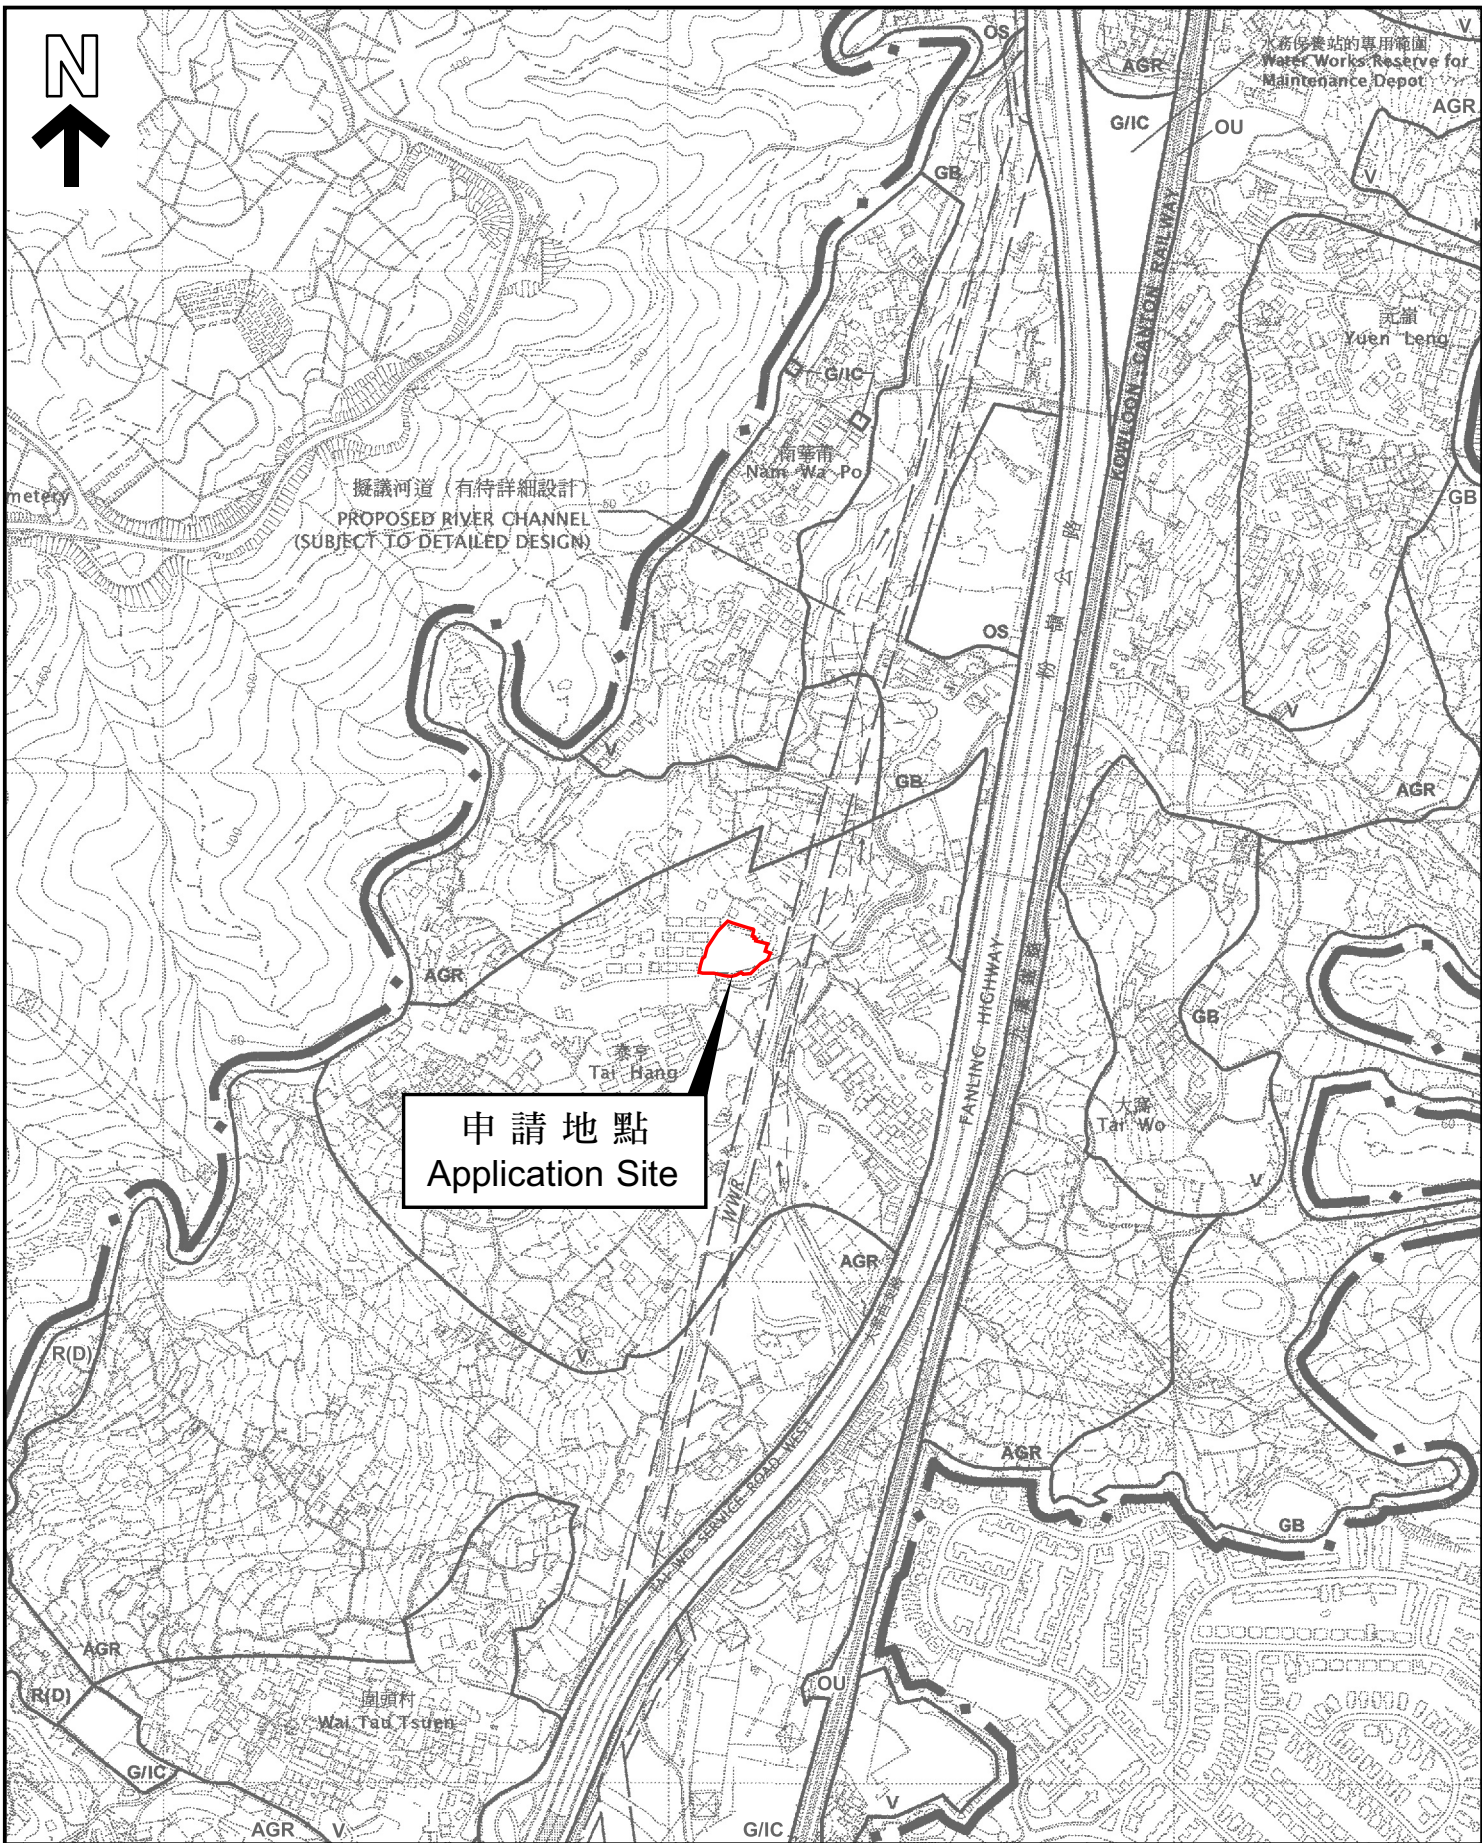 N
OS
V
水務保養站的專用範圍
Water Works Reserve for
Maintenance Depot
AGR
AGR
G/IC
OU
V
GB
KOWLOON-CANTON RAILWAY
元嶺
Yuen Leng
G/IC
南華莆
Nam Wa Po
metery
擬議河道（有待詳細設計）
PROPOSED RIVER CHANNEL
(SUBJECT TO DETAILED DESIGN)
GB
粉嶺公路
OS
V
V
GB
AGR
AGR
FANLING HIGHWAY
九廣鐵路
GB
泰亨
Tai Hang
大窩
Tai Wo
申請地點
Application Site
V
WWR
AGR
R(D)
V
TAI WO SERVICE ROAD WEST
AGR
GB
AGR
R(D)
圍頭村
Wai Tau Tsuen
OU
G/IC
V
AGR
V
G/IC